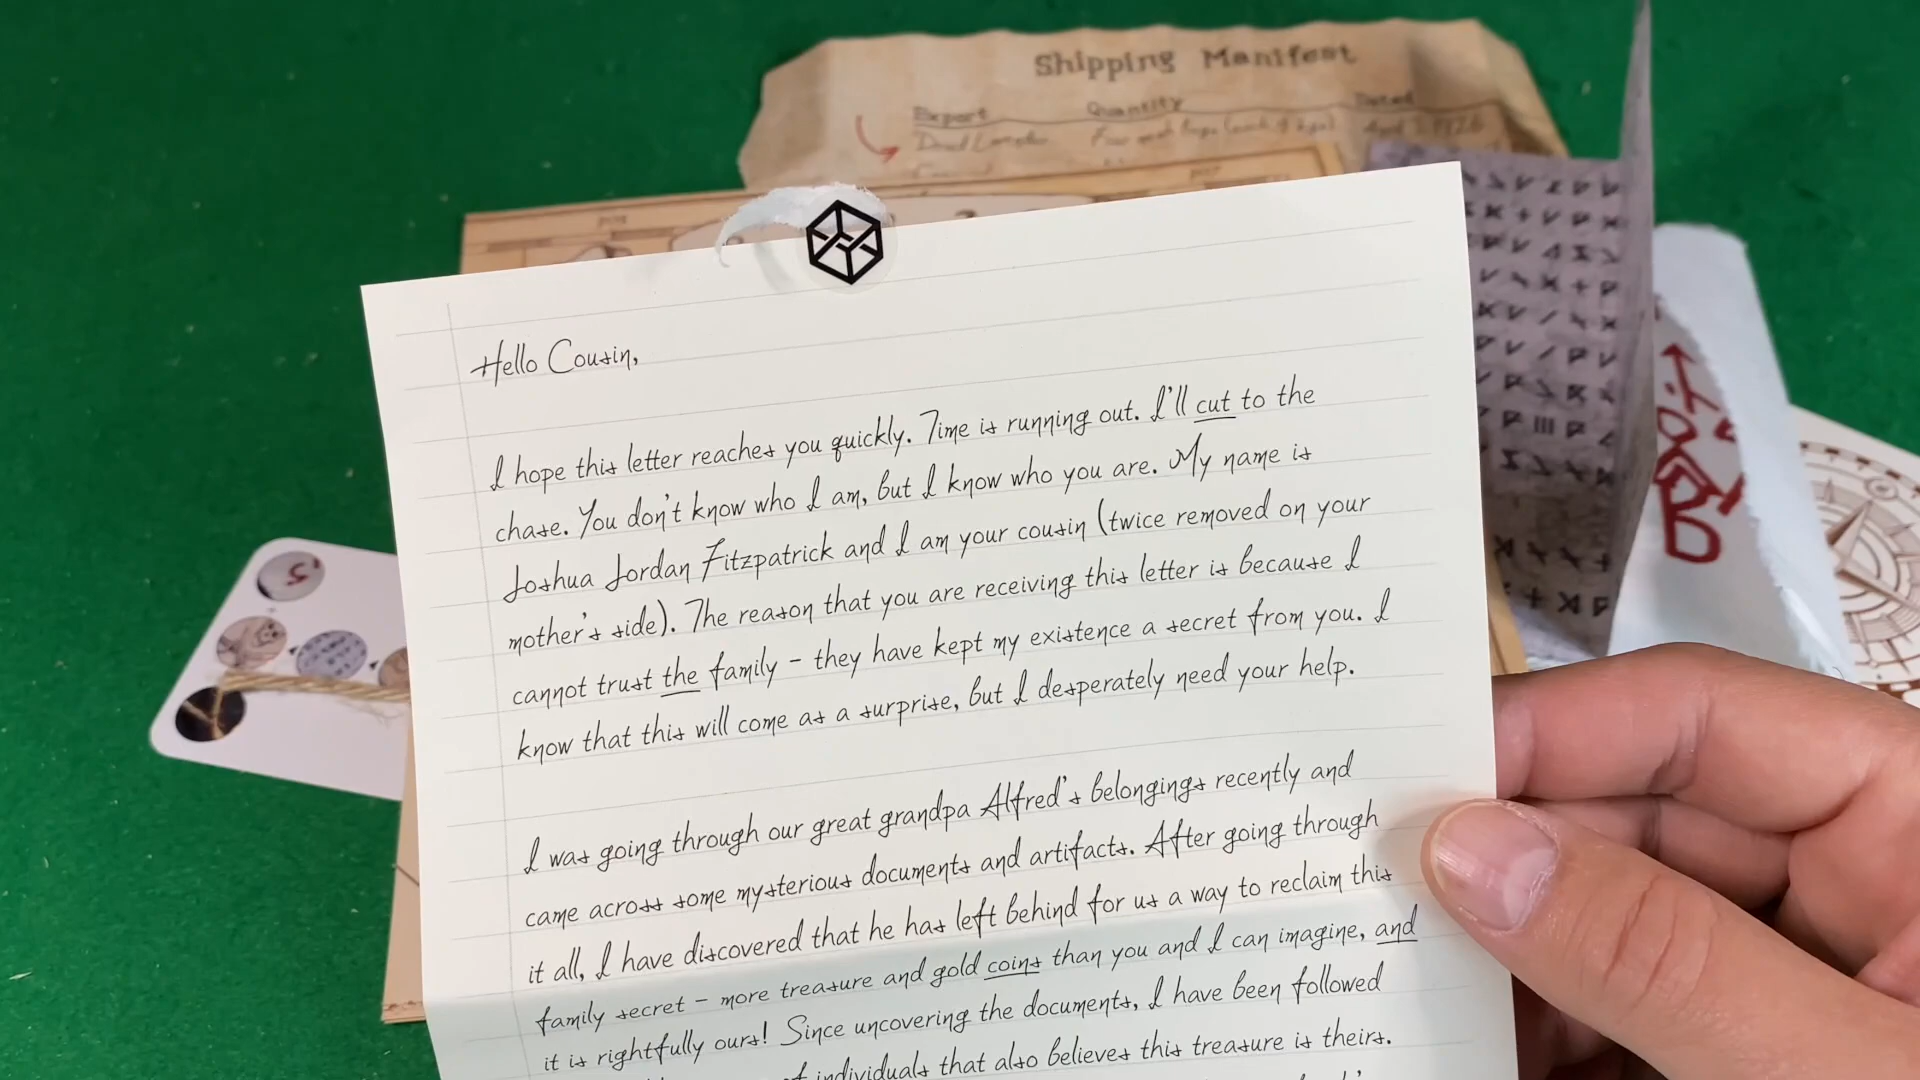 Shipping Manifest
Export Quantity Dated
Hello Cousin,
I hope this letter reaches you quickly. Time is running out. I'll cut to the
chase. You don't know who I am, but I know who you are. My name is
Joshua Jordan Fitzpatrick and I am your cousin (twice removed on your
mother's side). The reason that you are receiving this letter is because I
cannot trust the family - they have kept my existence a secret from you. I
know that this will come as a surprise, but I desperately need your help.
I was going through our great grandpa Alfred's belongings recently and
came across some mysterious documents and artifacts. After going through
it all, I have discovered that he has left behind for us a way to reclaim this
family secret - more treasure and gold coins than you and I can imagine, and
it is rightfully ours! Since uncovering the documents, I have been followed
of individuals that also believes this treasure is theirs.
5